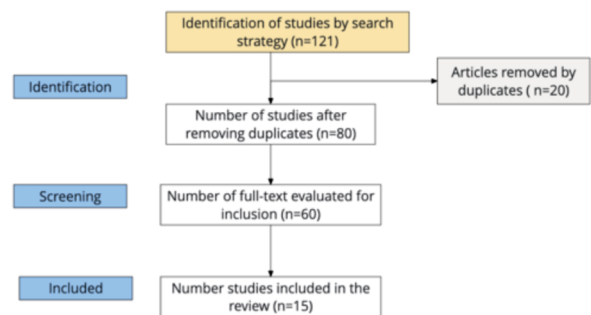 Identification of studies by search
strategy (n=121)
Articles removed by
duplicates ( n=20)
Identification
Number of studies after
removing duplicates (n=80)
Screening
Number of full-text evaluated for
inclusion (n=60)
Included
Number studies included in the
review (n=15)